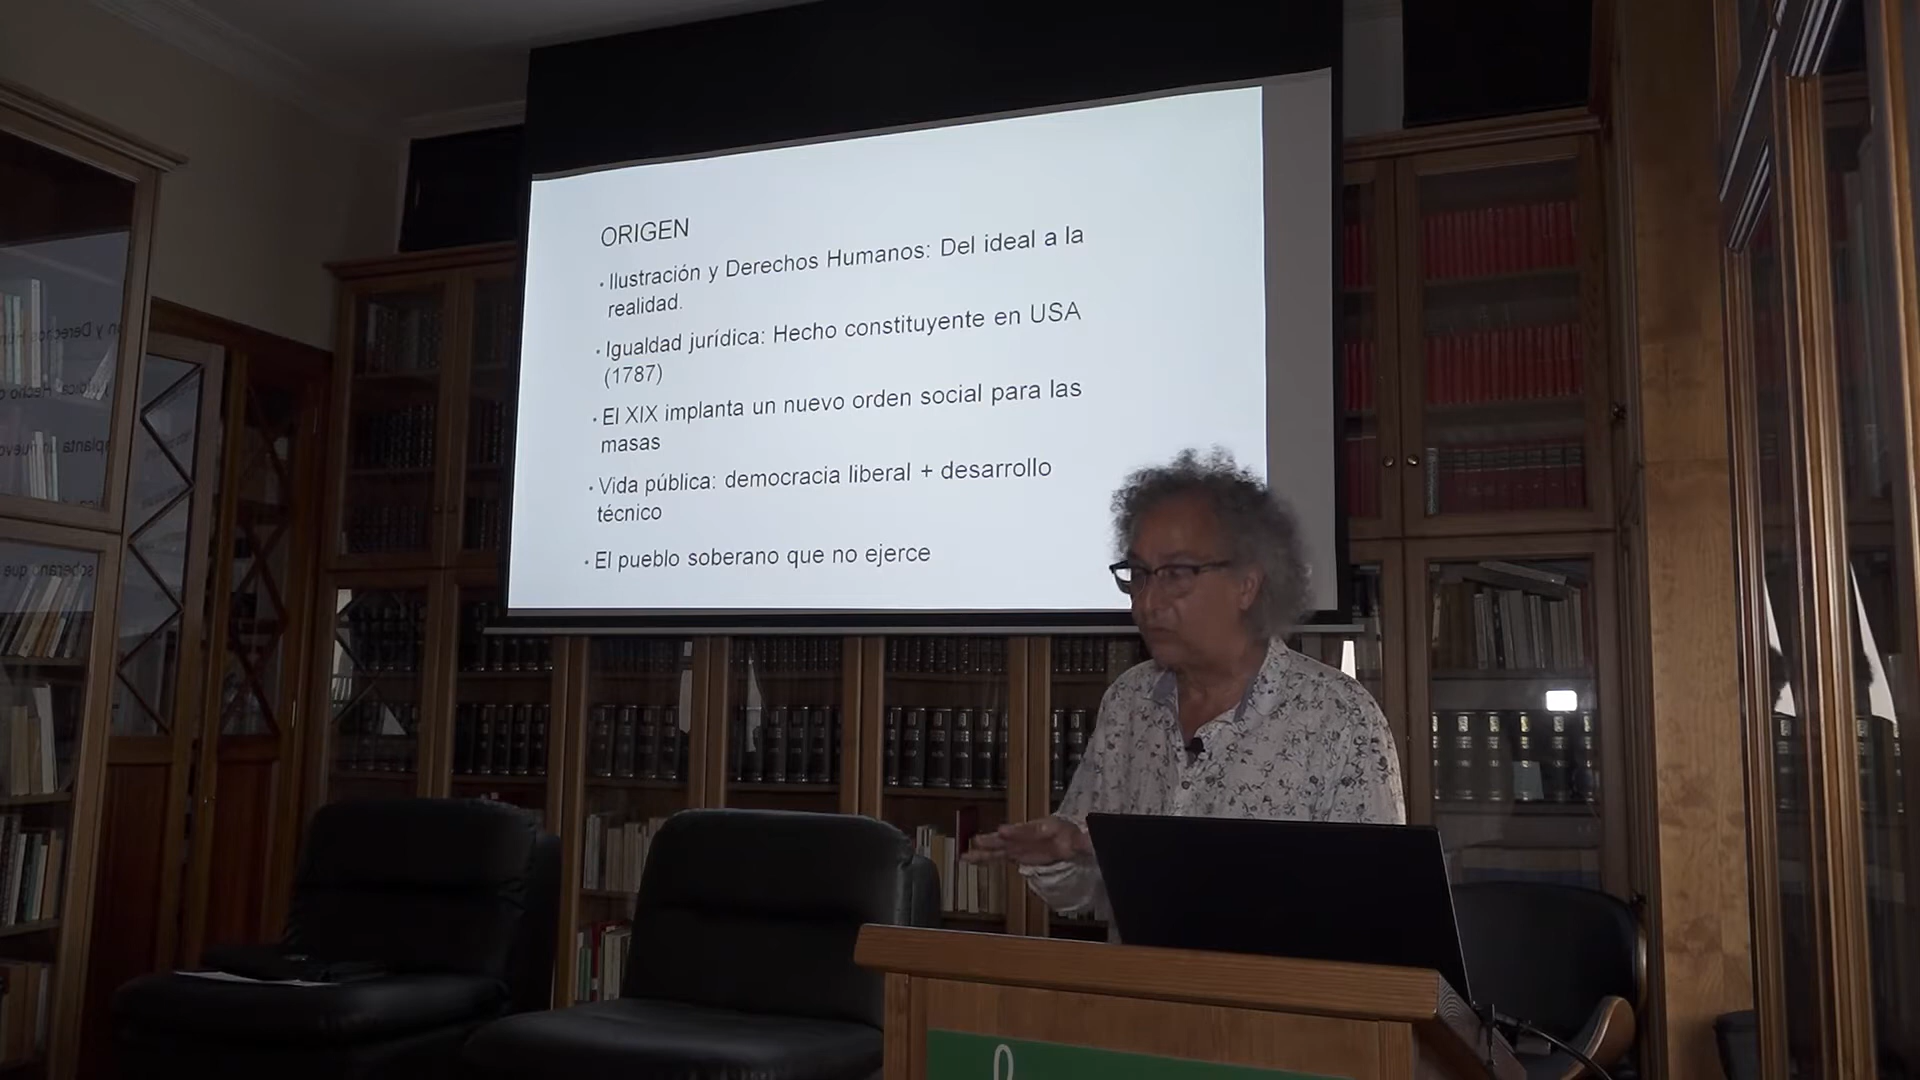 ORIGEN
· Ilustración y Derechos Humanos: Del ideal a la
realidad.
· Igualdad jurídica: Hecho constituyente en USA
(1787)
· El XIX implanta un nuevo orden social para las
masas
· Vida pública: democracia liberal + desarrollo
técnico
· El pueblo soberano que no ejerce